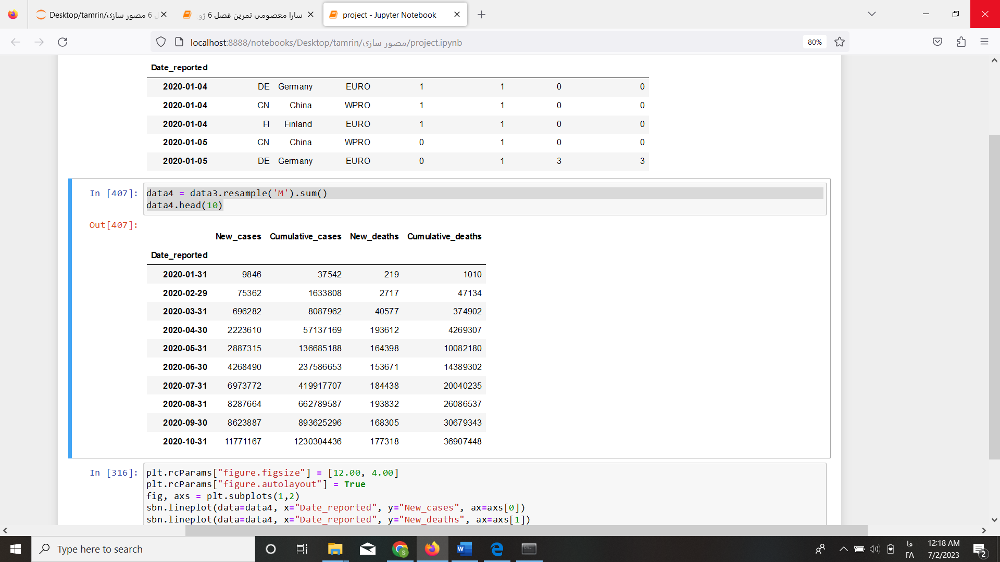 Desktop/tamrin/فصل 6 مصور سازی
سارا معصومی تمرین فصل 6 ژو
project - Jupyter Notebook
localhost:8888/notebooks/Desktop/tamrin/مصور سازی/project.ipynb
80%
Date_reported
2020-01-04 DE Germany EURO 1 1 0 0
2020-01-04 CN China WPRO 1 1 0 0
2020-01-04 FI Finland EURO 1 1 0 0
2020-01-05 CN China WPRO 0 1 0 0
2020-01-05 DE Germany EURO 0 1 3 3
In [407]: data4 = data3.resample('M').sum()
data4.head(10)
Out[407]:
New_cases Cumulative_cases New_deaths Cumulative_deaths
Date_reported
2020-01-31 9846 37542 219 1010
2020-02-29 75362 1633808 2717 47134
2020-03-31 696282 8087962 40577 374902
2020-04-30 2223610 57137169 193612 4269307
2020-05-31 2887315 136685188 164398 10082180
2020-06-30 4268490 237586653 153671 14389302
2020-07-31 6973772 419917707 184438 20040235
2020-08-31 8287664 662789587 193832 26086537
2020-09-30 8623887 893625296 168305 30679343
2020-10-31 11771167 1230304436 177318 36907448
In [316]: plt.rcParams["figure.figsize"] = [12.00, 4.00]
plt.rcParams["figure.autolayout"] = True
fig, axs = plt.subplots(1,2)
sbn.lineplot(data=data4, x="Date_reported", y="New_cases", ax=axs[0])
sbn.lineplot(data=data4, x="Date_reported", y="New_deaths", ax=axs[1])
Type here to search
S
W
فا
FA
12:18 AM
7/2/2023
2